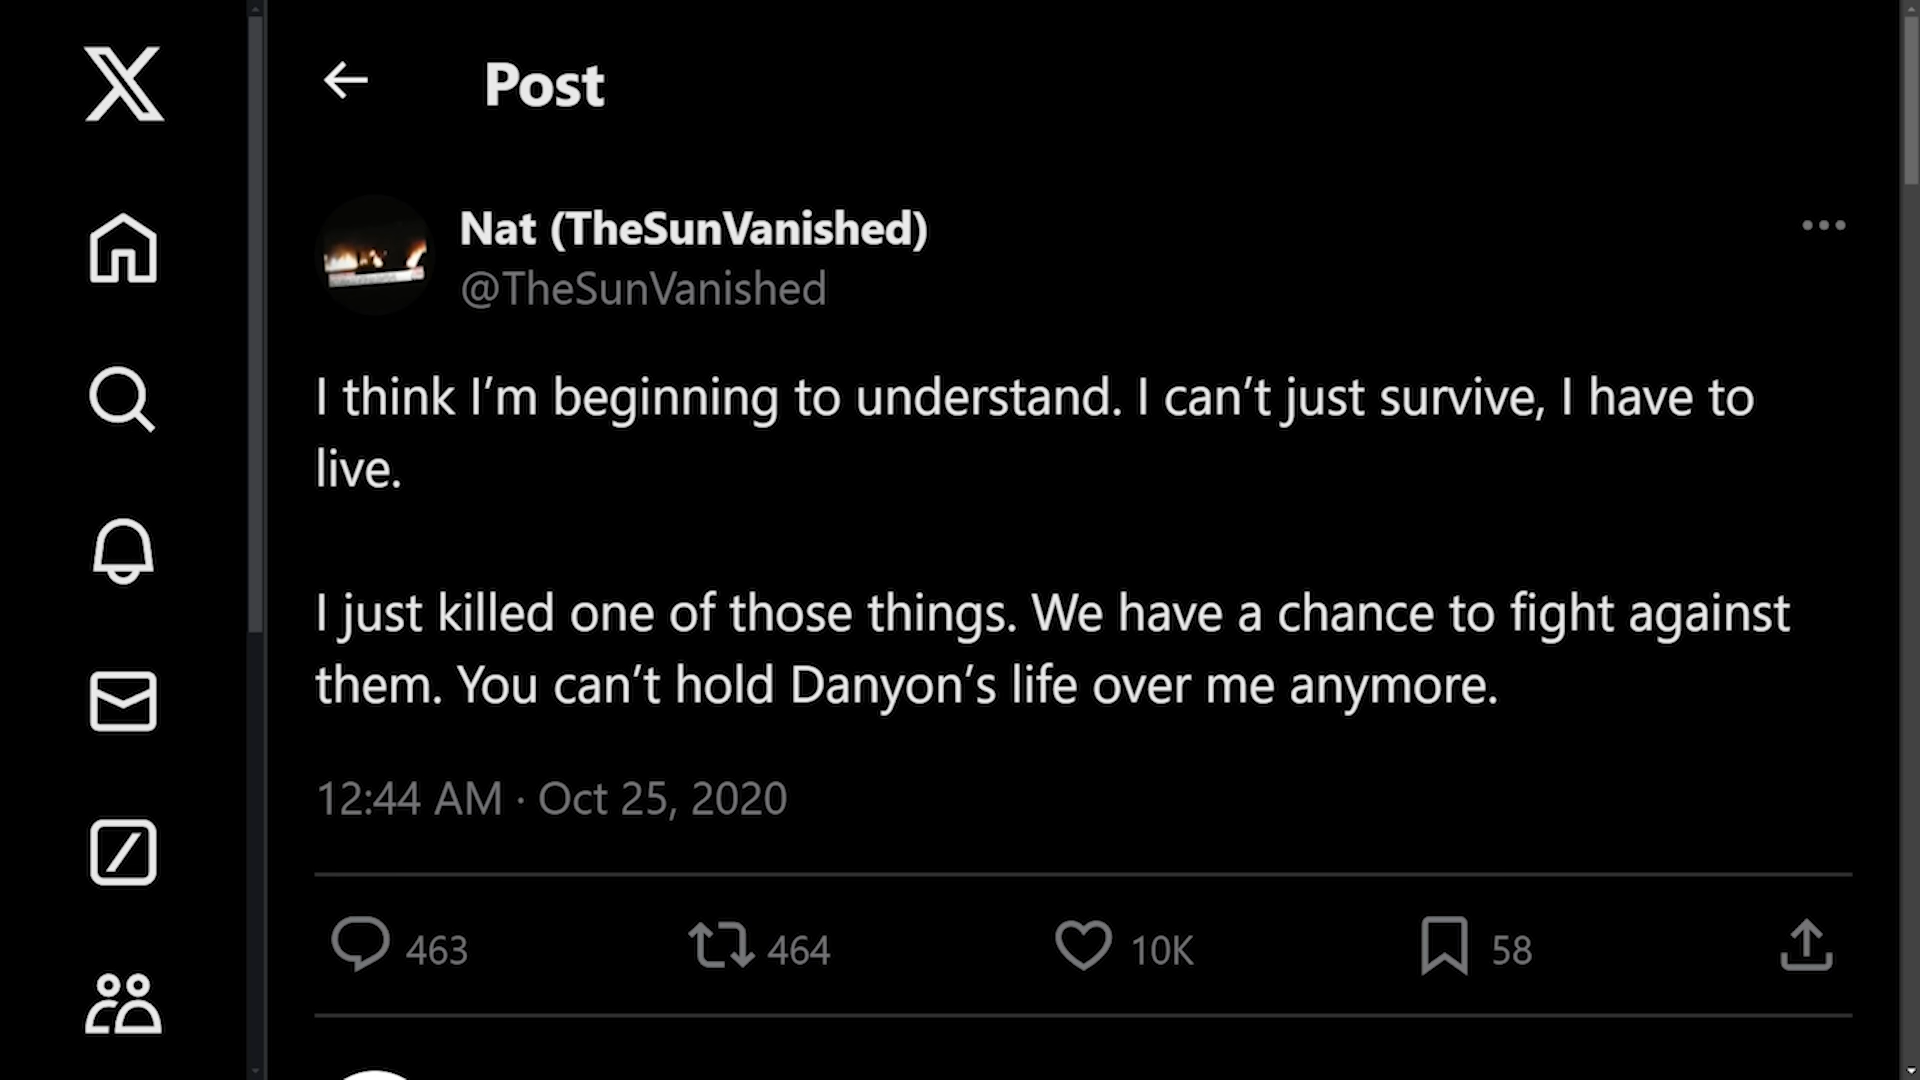 Post
Nat (TheSunVanished)
@TheSunVanished
I think I’m beginning to understand. I can’t just survive, I have to
live.
I just killed one of those things. We have a chance to fight against
them. You can’t hold Danyon’s life over me anymore.
12:44 AM · Oct 25, 2020
463 464 10K 58